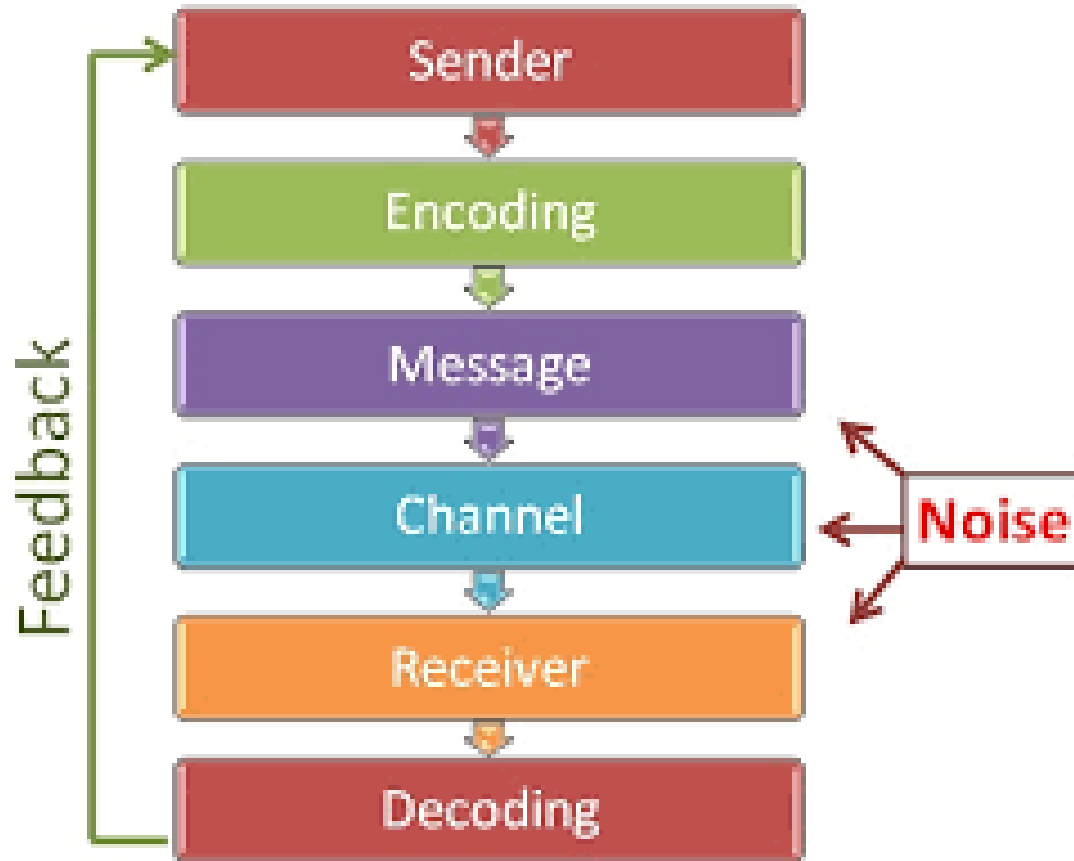 Sender
Encoding
Message
Channel
Noise
Receiver
Decoding
Feedback